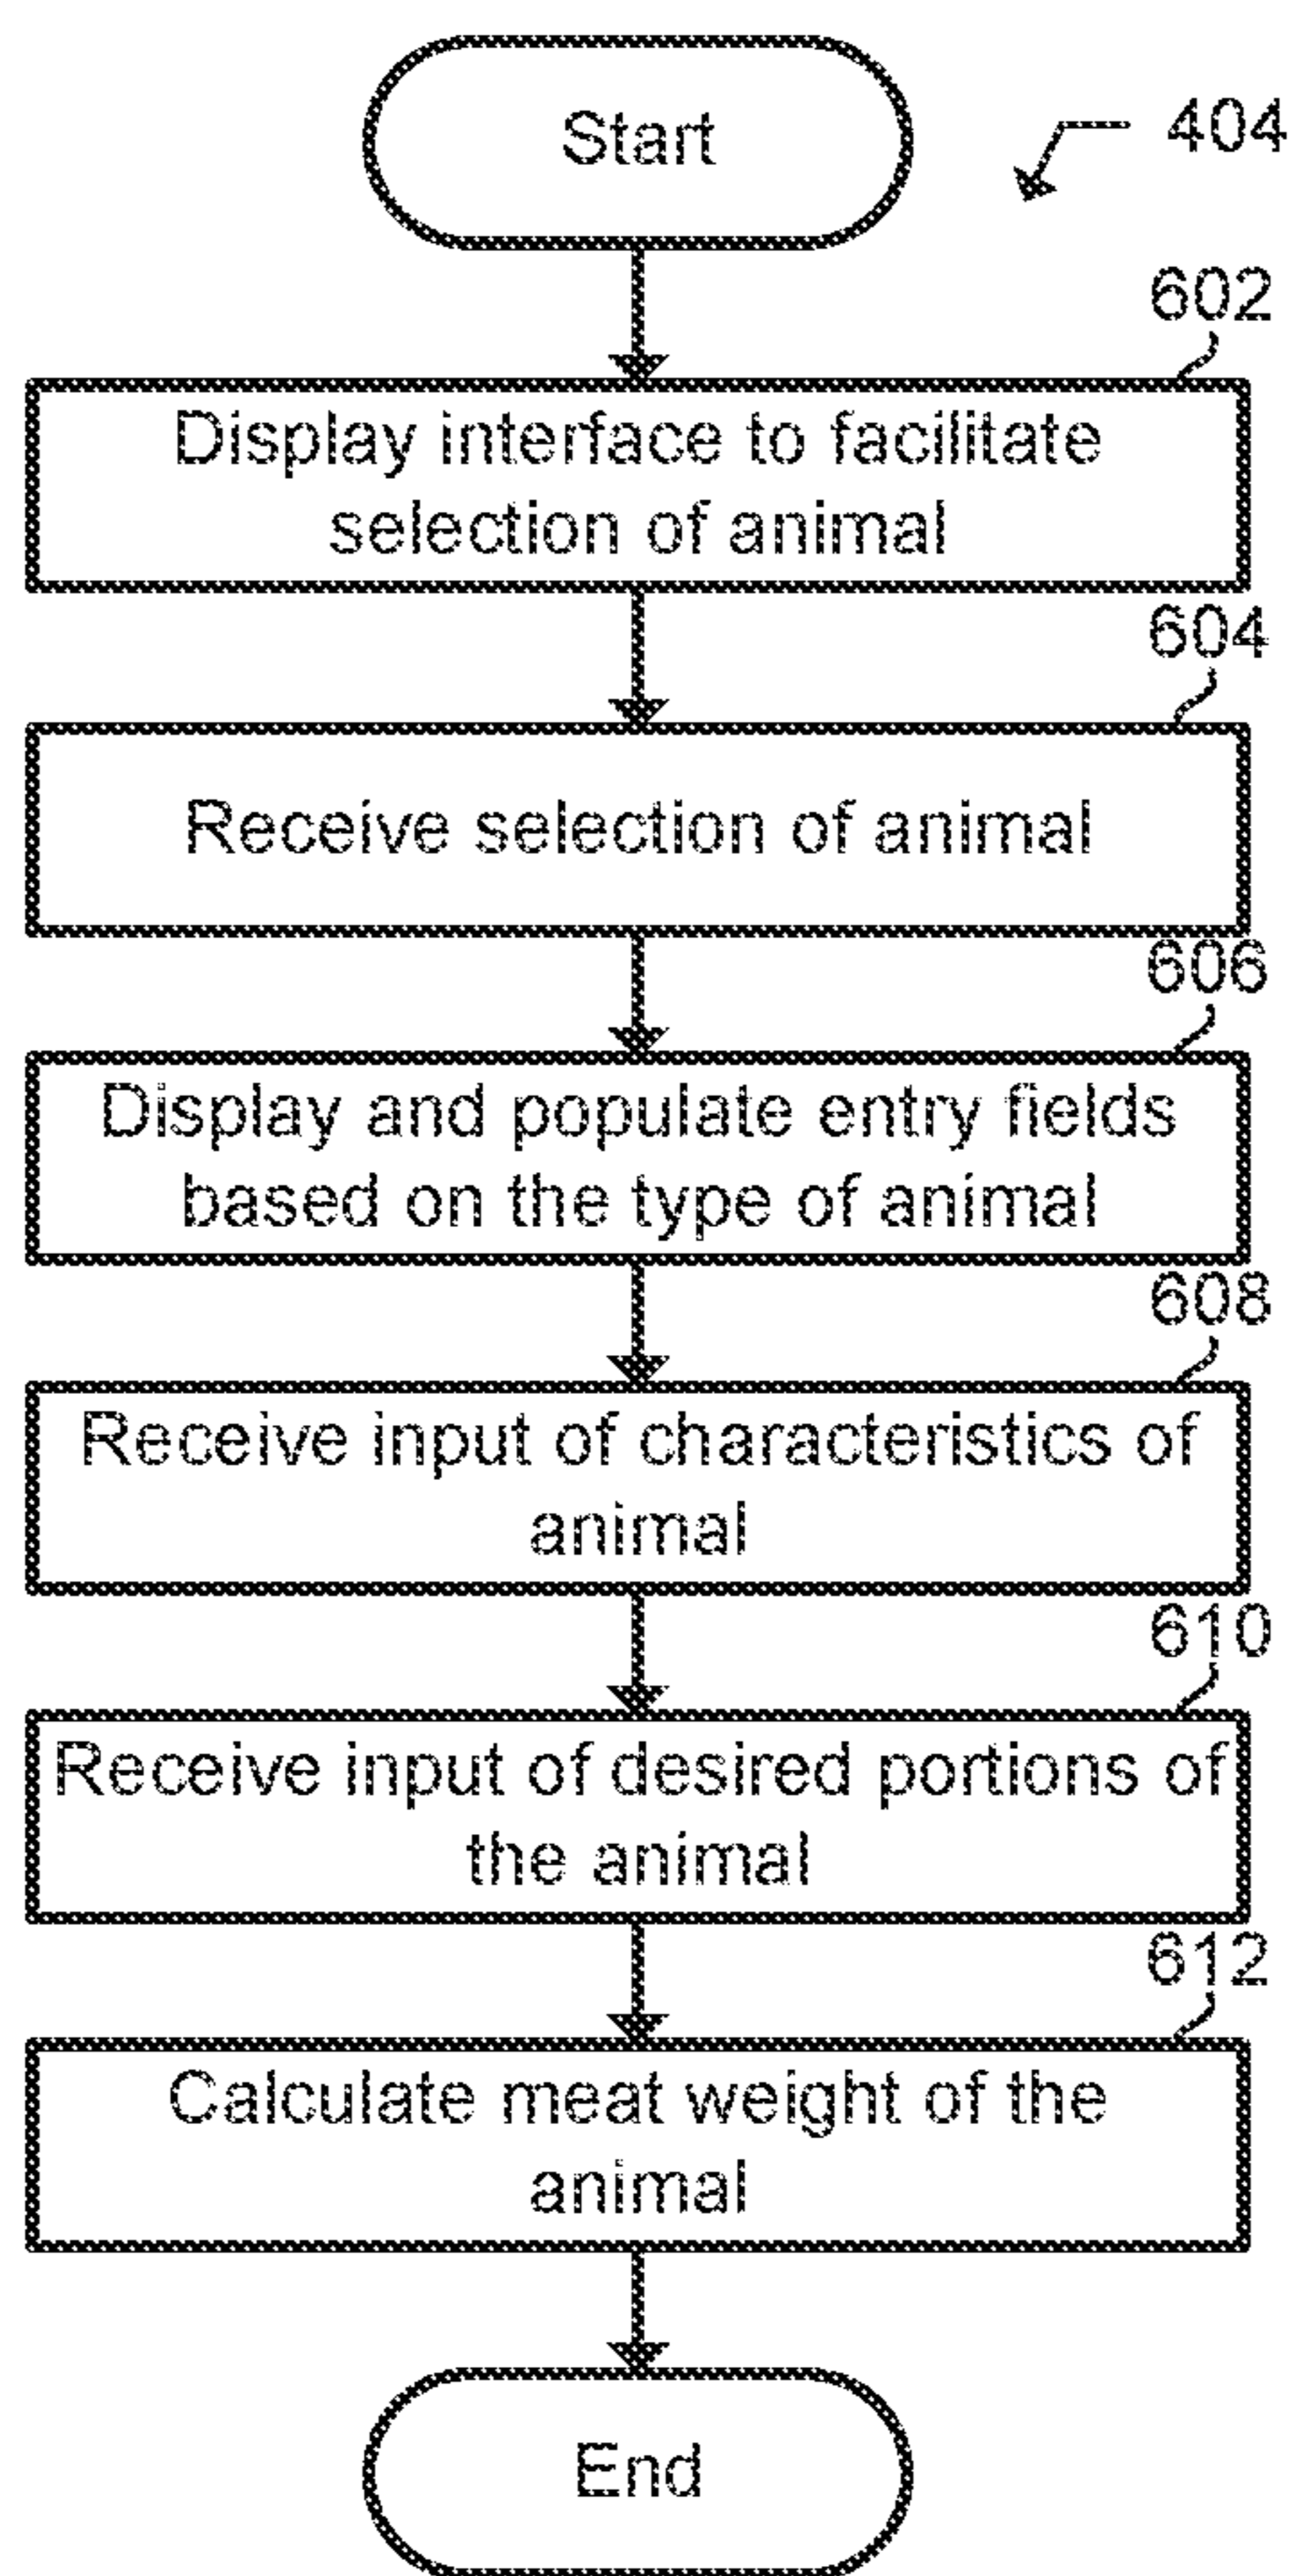 Start
404
602
Display interface to facilitate
selection of animal
604
Receive selection of animal
606
Display and populate entry fields
based on the type of animal
608
Receive input of characteristics of
animal
610
Receive input of desired portions of
the animal
612
Calculate meat weight of the
animal
End